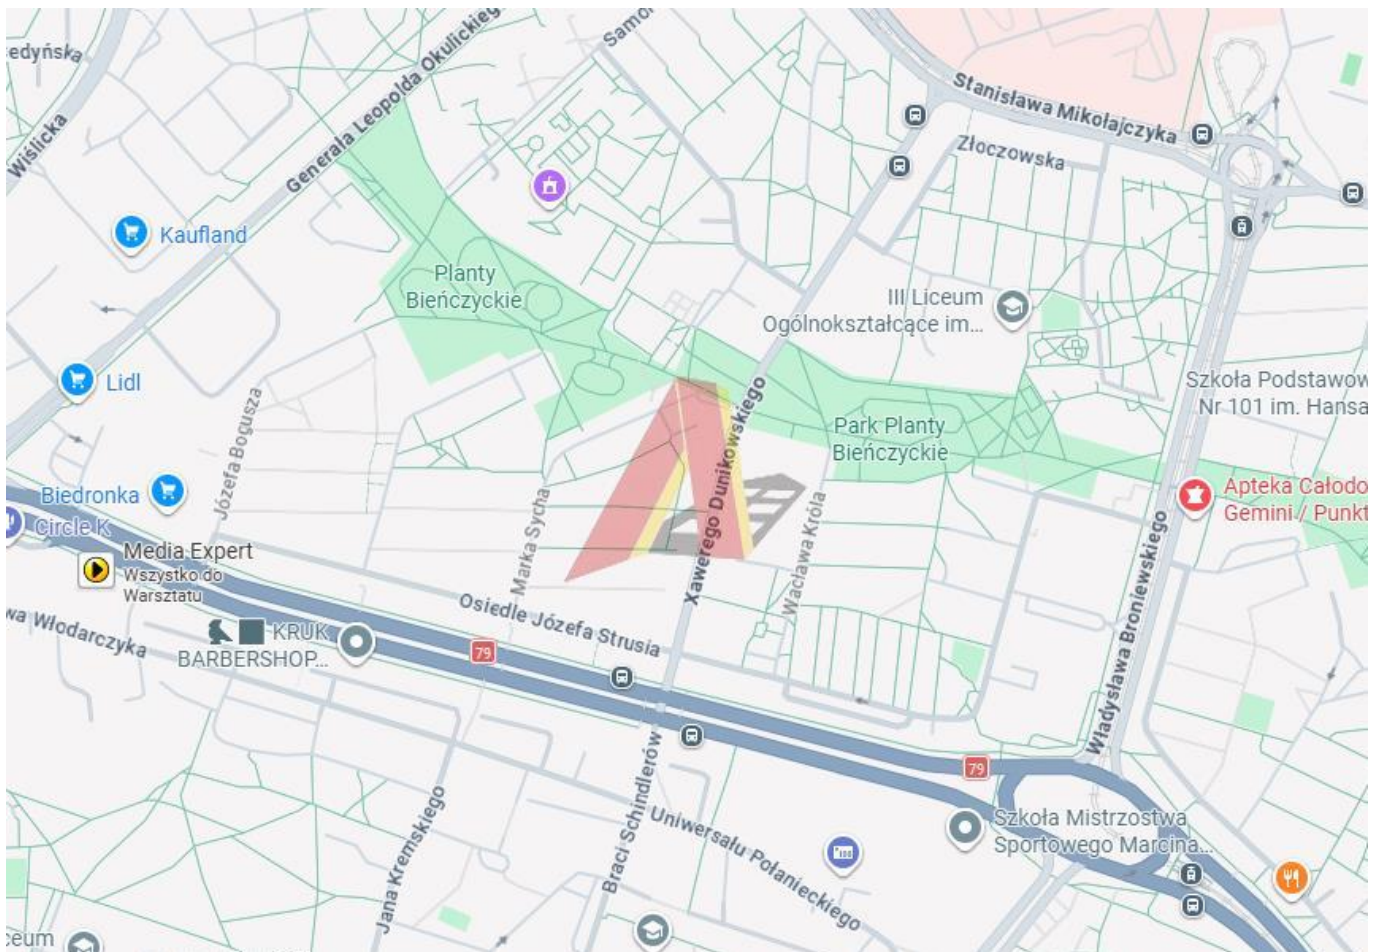 edyńska
Wiślicka
Generała Leopolda Okulickiego
Samor
Stanisława Mikołajczyka
Złoczowska
Kaufland
Planty
Bieńczyckie
III Liceum
Ogólnokształcące im...
Lidl
Józefa Bogusza
Szkoła Podstawow
Nr 101 im. Hansa
Park Planty
Bieńczyckie
Xawerego Dunikowskiego
Biedronka
Circle K
Marka Sycha
Wacława Króla
Apteka Całodo
Gemini / Punkt
Media Expert
Wszystko do
Warsztatu
Osiedle Józefa Strusia
Władysława Broniewskiego
wa Włodarczyka
KRUK
BARBERSHOP...
79
79
Braci Schindlerów
Jana Kremskiego
Uniwersału Połanieckiego
Szkoła Mistrzostwa
Sportowego Marcina...
ceum